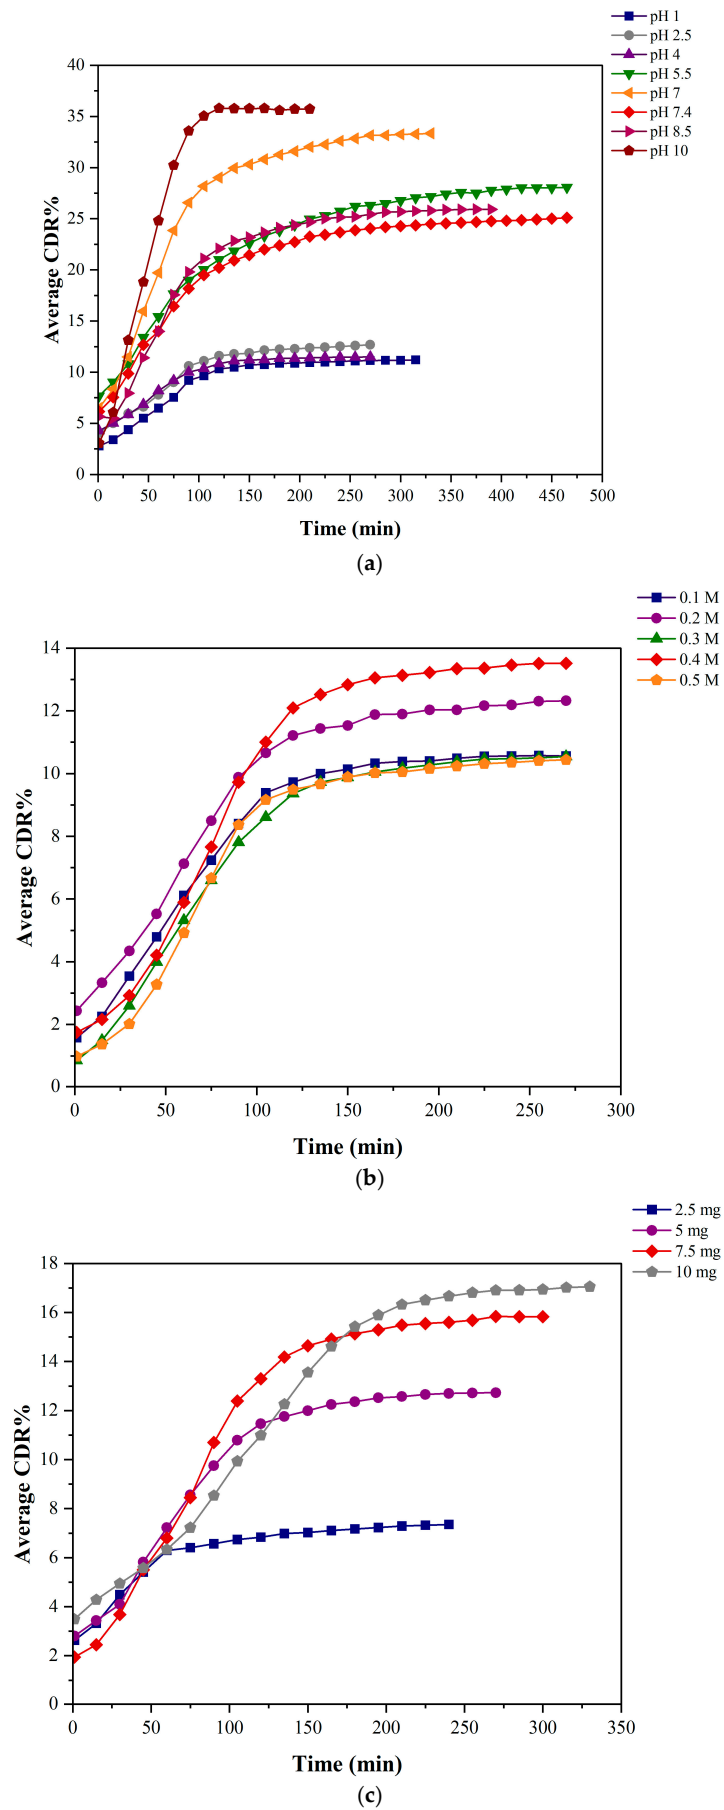 pH 1
pH 2.5
pH 4
pH 5.5
pH 7
pH 7.4
pH 8.5
pH 10
40
35
30
25
20
15
10
5
0
Average CDR%
0 50 100 150 200 250 300 350 400 450 500
Time (min)
(a)
0.1 M
0.2 M
0.3 M
0.4 M
0.5 M
14
12
10
8
6
4
2
0
Average CDR%
0 50 100 150 200 250 300
Time (min)
(b)
2.5 mg
5 mg
7.5 mg
10 mg
18
16
14
12
10
8
6
4
2
0
Average CDR%
0 50 100 150 200 250 300 350
Time (min)
(c)